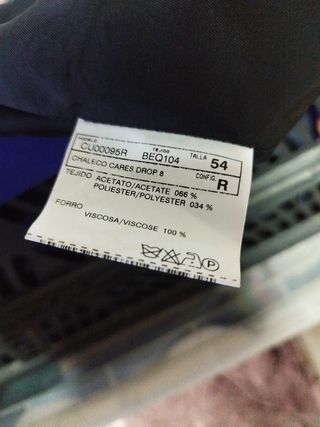 MODELO TEJIDO TALLA 54
CU00095R BEQ104
CHALECO CARES DROP 8 CONFIG. R
TEJIDO ACETATO/ACETATE 066 %
POLIESTER/POLYESTER 034 %
FORRO
VISCOSA/VISCOSE 100 %
P